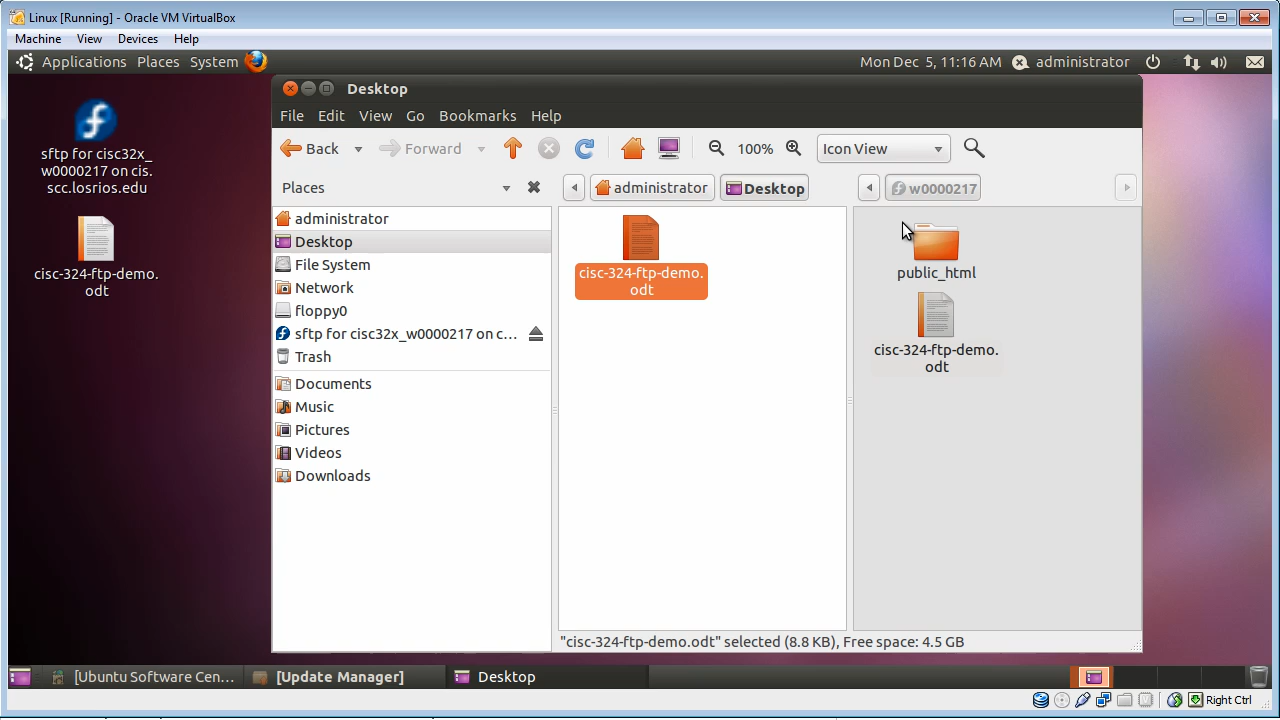 Linux [Running] - Oracle VM VirtualBox
Machine View Devices Help
Applications Places System Mon Dec 5, 11:16 AM administrator
sftp for cisc32x_
w0000217 on cis.
scc.losrios.edu
cisc-324-ftp-demo.
odt
Desktop
File Edit View Go Bookmarks Help
Back Forward 100% Icon View
Places administrator Desktop w0000217
administrator
Desktop
File System
Network
floppy0
sftp for cisc32x_w0000217 on c...
Trash
Documents
Music
Pictures
Videos
Downloads
cisc-324-ftp-demo.
odt
public_html
cisc-324-ftp-demo.
odt
"cisc-324-ftp-demo.odt" selected (8.8 KB), Free space: 4.5 GB
[Ubuntu Software Cen... [Update Manager] Desktop
Right Ctrl